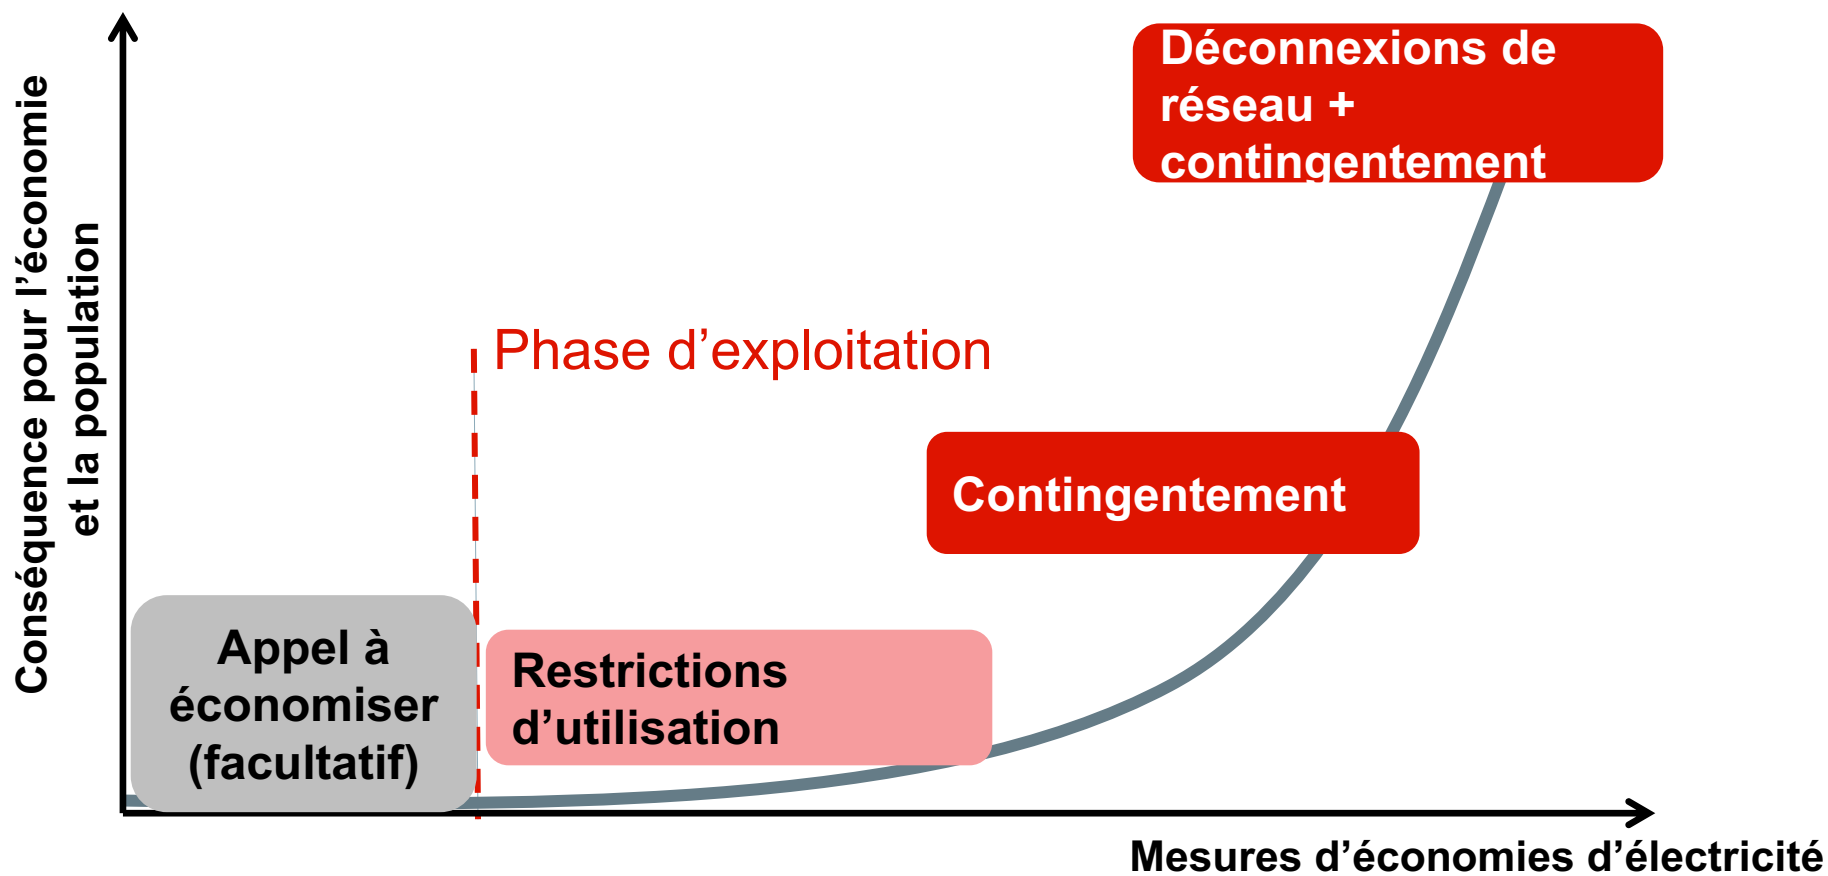 Conséquence pour l’économie
et la population
Déconnexions de
réseau +
contingentement
Phase d’exploitation
Contingentement
Appel à
économiser
(facultatif)
Restrictions
d’utilisation
Mesures d’économies d’électricité